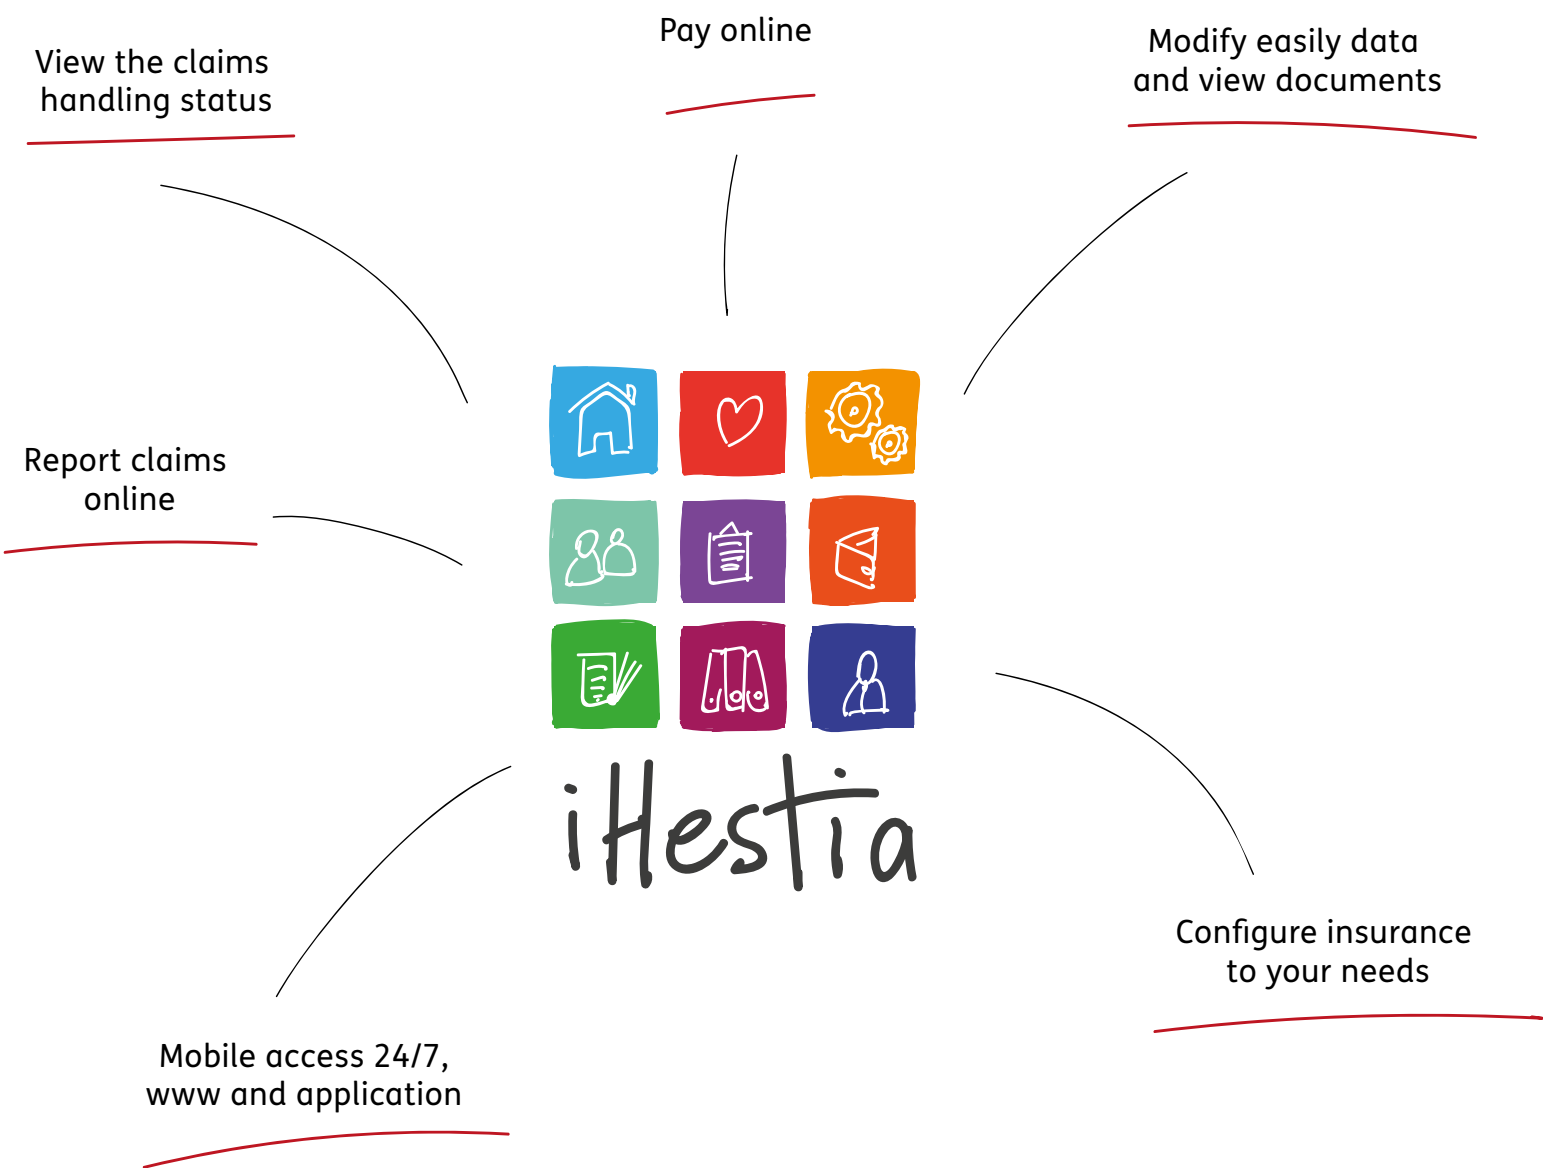 Pay online
View the claims
handling status
Modify easily data
and view documents
Report claims
online
iHestia
Configure insurance
to your needs
Mobile access 24/7,
www and application